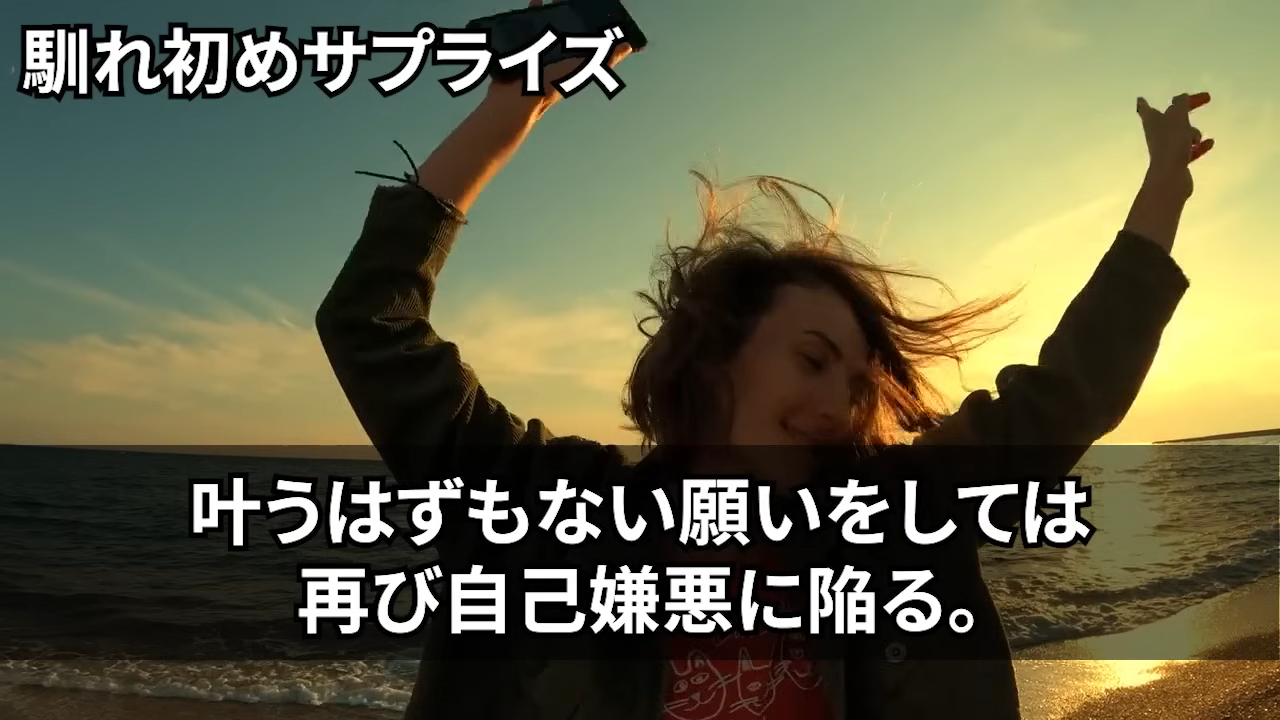 馴れ初めサプライズ
叶うはずもない願いをしては
再び自己嫌悪に陥る。